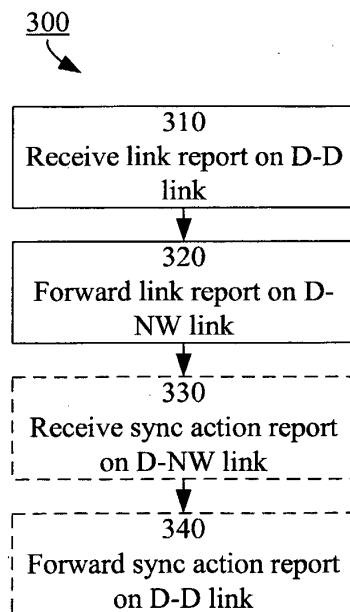 300
310
Receive link report on D-D
link
320
Forward link report on D-
NW link
330
Receive sync action report
on D-NW link
340
Forward sync action report
on D-D link